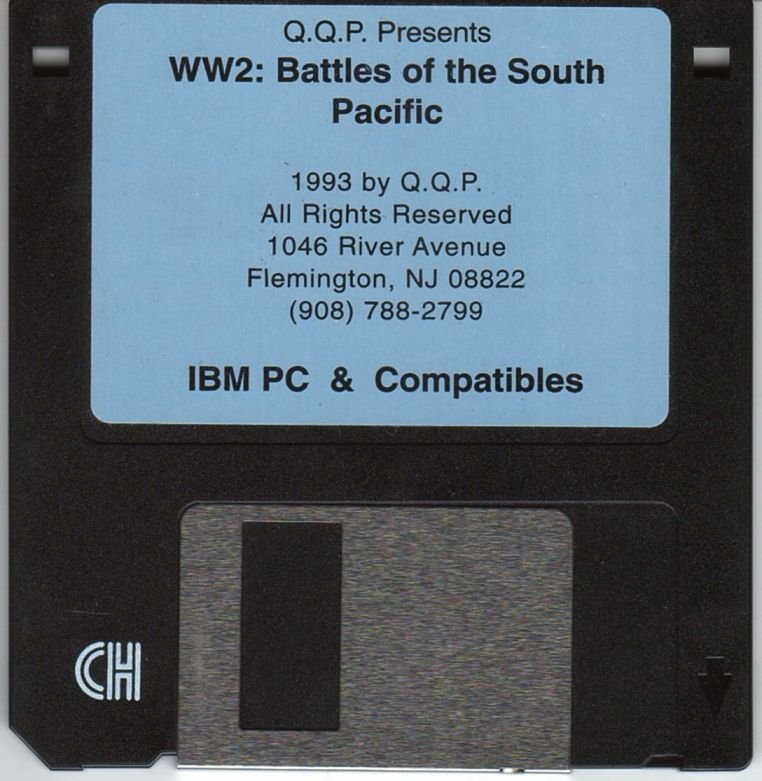 Q.Q.P. Presents
WW2: Battles of the South
Pacific
1993 by Q.Q.P.
All Rights Reserved
1046 River Avenue
Flemington, NJ 08822
(908) 788-2799
IBM PC & Compatibles
CH